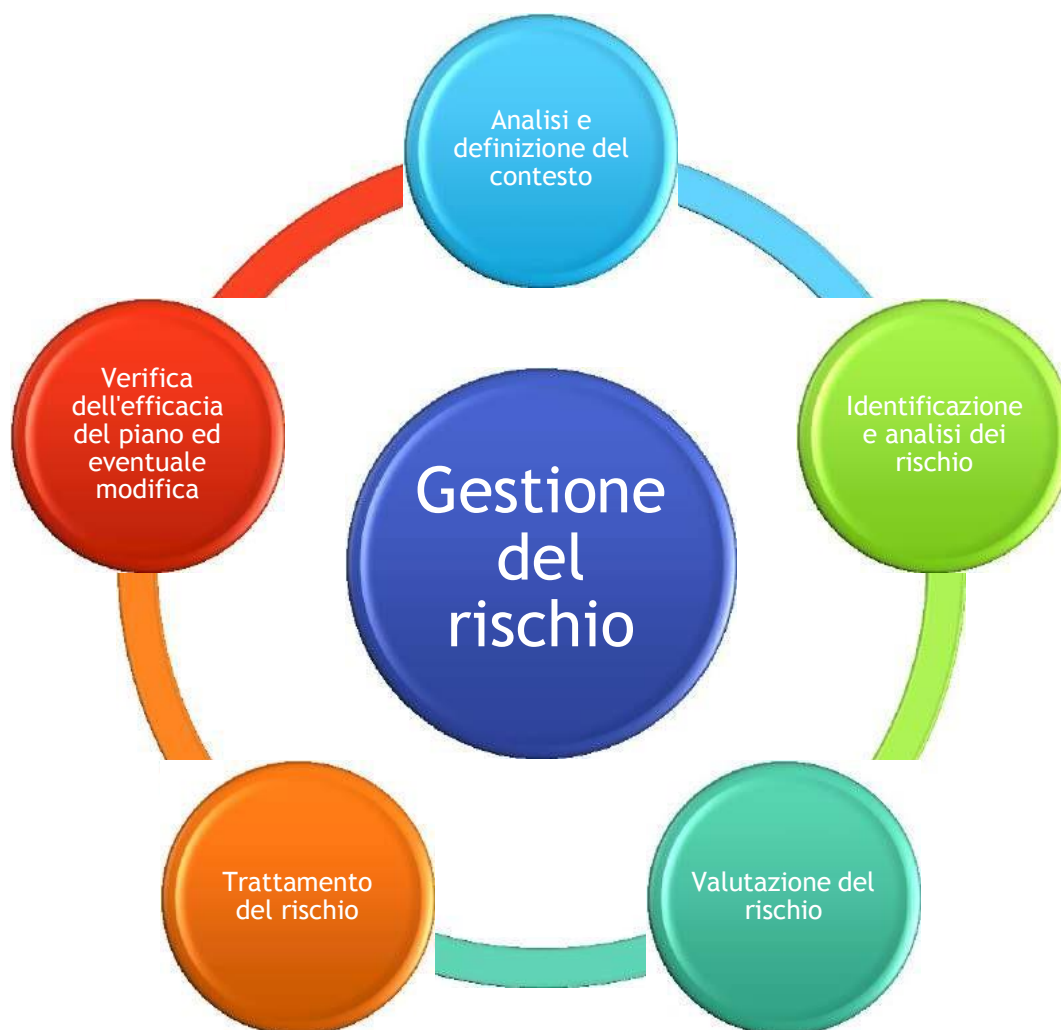 Analisi e
definizione del
contesto
Identificazione
e analisi dei
rischio
Valutazione del
rischio
Trattamento
del rischio
Verifica
dell'efficacia
del piano ed
eventuale
modifica
Gestione
del
rischio